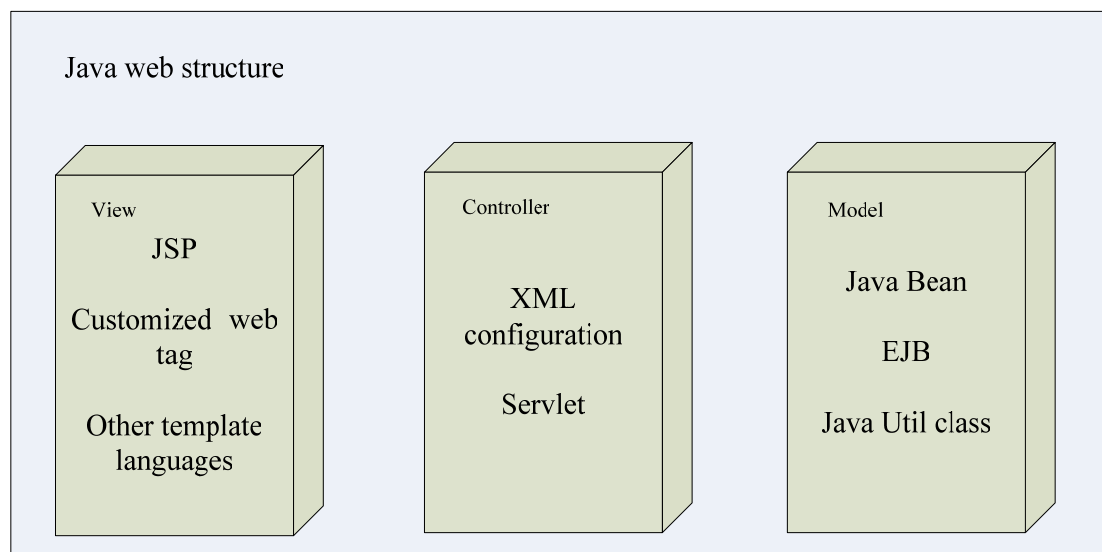 Java web structure
View
JSP
Customized web
tag
Other template
languages
Controller
XML
configuration
Servlet
Model
Java Bean
EJB
Java Util class